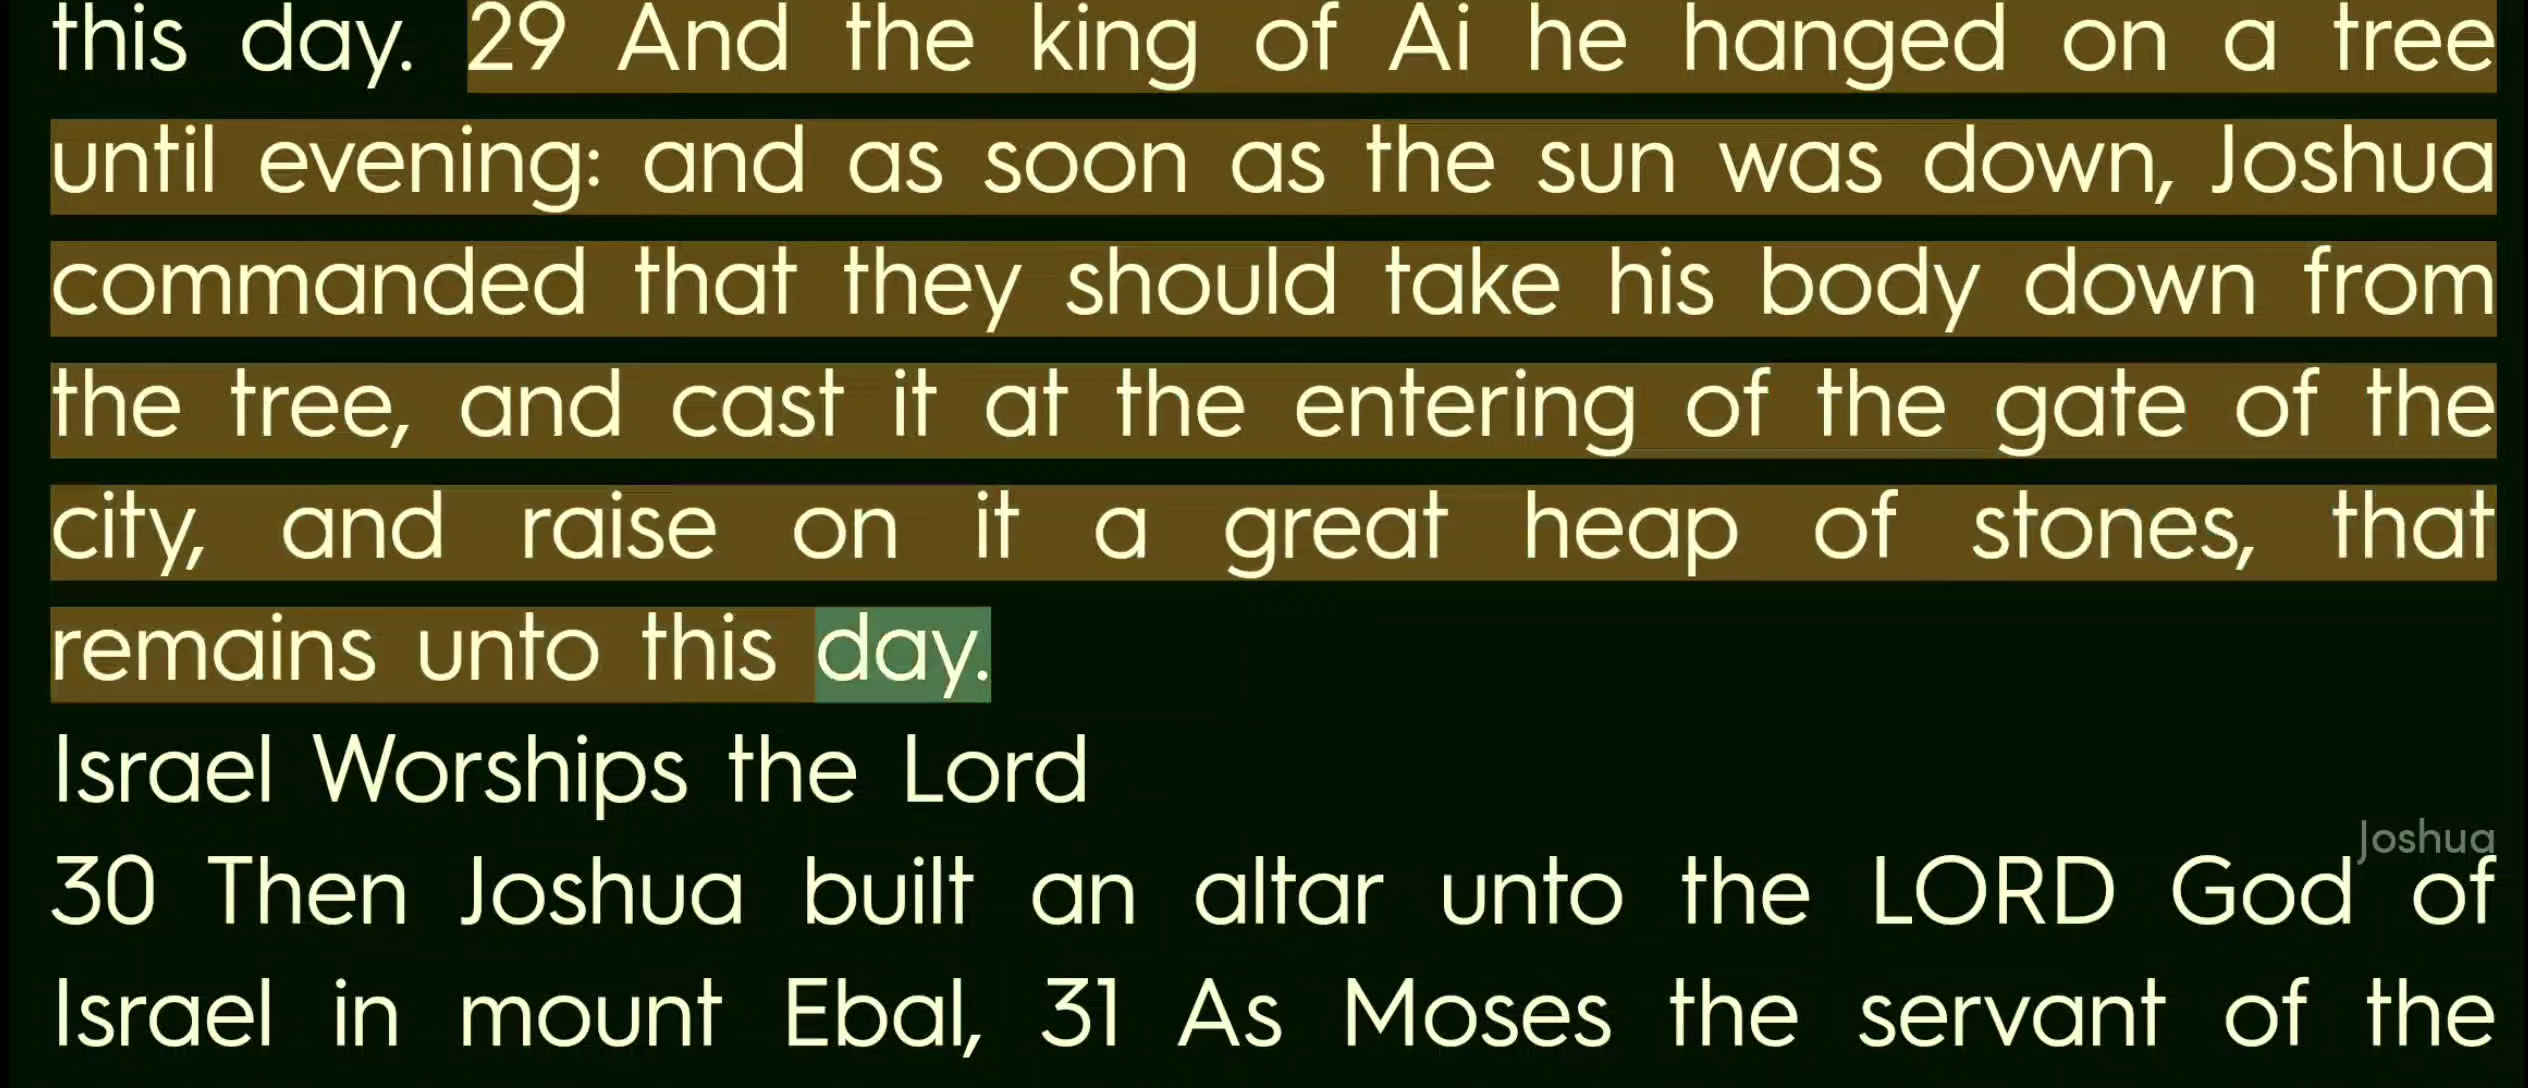 this day. 29 And the king of Ai he hanged on a tree
until evening: and as soon as the sun was down, Joshua
commanded that they should take his body down from
the tree, and cast it at the entering of the gate of the
city, and raise on it a great heap of stones, that
remains unto this day.
Israel Worships the Lord
Joshua
30 Then Joshua built an altar unto the LORD God of
Israel in mount Ebal, 31 As Moses the servant of the